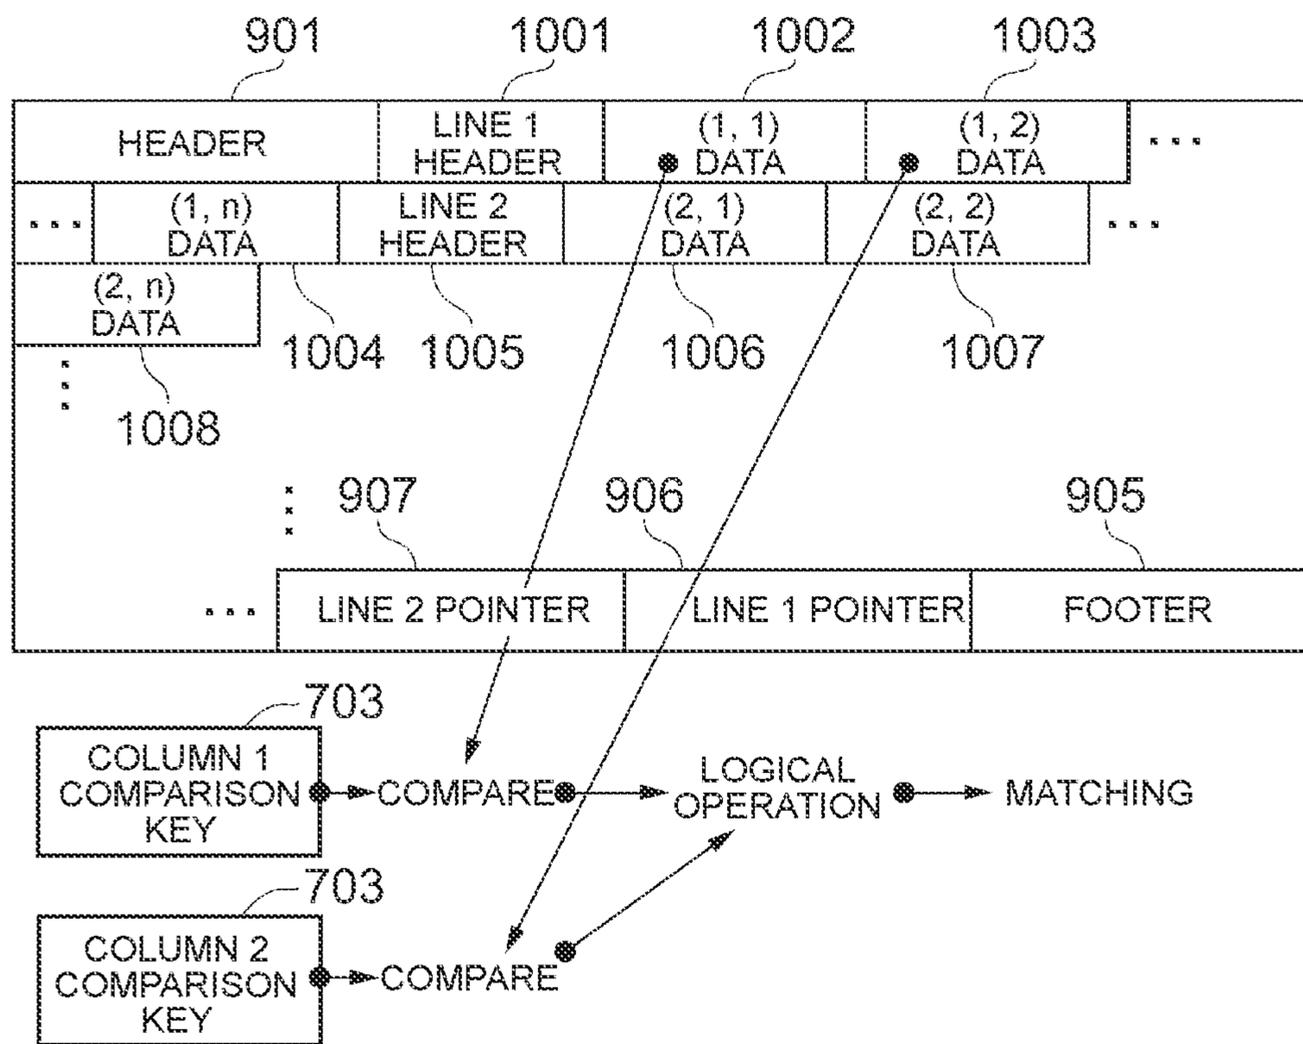 901 1001 1002 1003
HEADER LINE 1 HEADER (1, 1) DATA (1, 2) DATA ...
... (1, n) DATA LINE 2 HEADER (2, 1) DATA (2, 2) DATA ...
(2, n) DATA
1004 1005 1006 1007
1008
907 906 905
... LINE 2 POINTER LINE 1 POINTER FOOTER
703
COLUMN 1 COMPARISON KEY COMPARE LOGICAL OPERATION MATCHING
703
COLUMN 2 COMPARISON KEY COMPARE